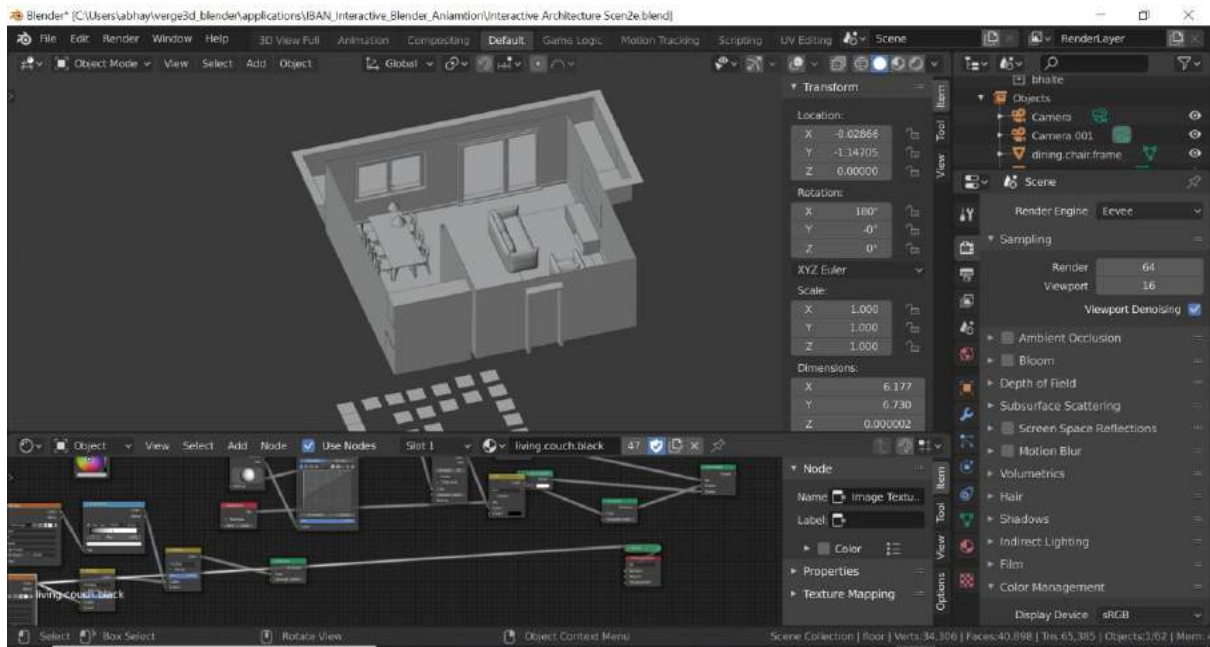 Blender* [C:\Users\abhay\verge3d_blender\applications\IBAN_Interactive_Blender_Aniamtion\Interactive Architecture Scen2e.blend]
File Edit Render Window Help 3D View Full Animation Compositing Default Game Logic Motion Tracking Scripting UV Editing Scene RenderLayer
Object Mode View Select Add Object Global
bhalte
Objects
Camera
Camera.001
dining.chair.frame
Transform
Location:
X -0.02866
Y -1.14705
Z 0.00000
Rotation:
X 180°
Y -0°
Z 0°
XYZ Euler
Scale:
X 1.000
Y 1.000
Z 1.000
Dimensions:
X 6.177
Y 6.730
Z 0.000002
Item
Tool
View
Scene
Render Engine Eevee
Sampling
Render 64
Viewport 16
Viewport Denoising
Ambient Occlusion
Bloom
Depth of Field
Subsurface Scattering
Screen Space Reflections
Motion Blur
Volumetrics
Hair
Shadows
Indirect Lighting
Film
Color Management
Display Device sRGB
Object View Select Add Node Use Nodes Slot 1 living.couch.black 47
Node
Name Image Textu..
Label:
Color
Properties
Texture Mapping
Item
Tool
View
Options
living.couch.black
Select Box Select Rotate View Object Context Menu Scene Collection | floor | Verts:34,306 | Faces:40,898 | Tris:65,385 | Objects:1/62 | Mem: